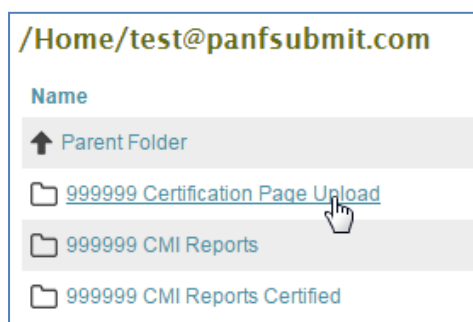 /Home/test@panfsubmit.com
Name
Parent Folder
999999 Certification Page Upload
999999 CMI Reports
999999 CMI Reports Certified